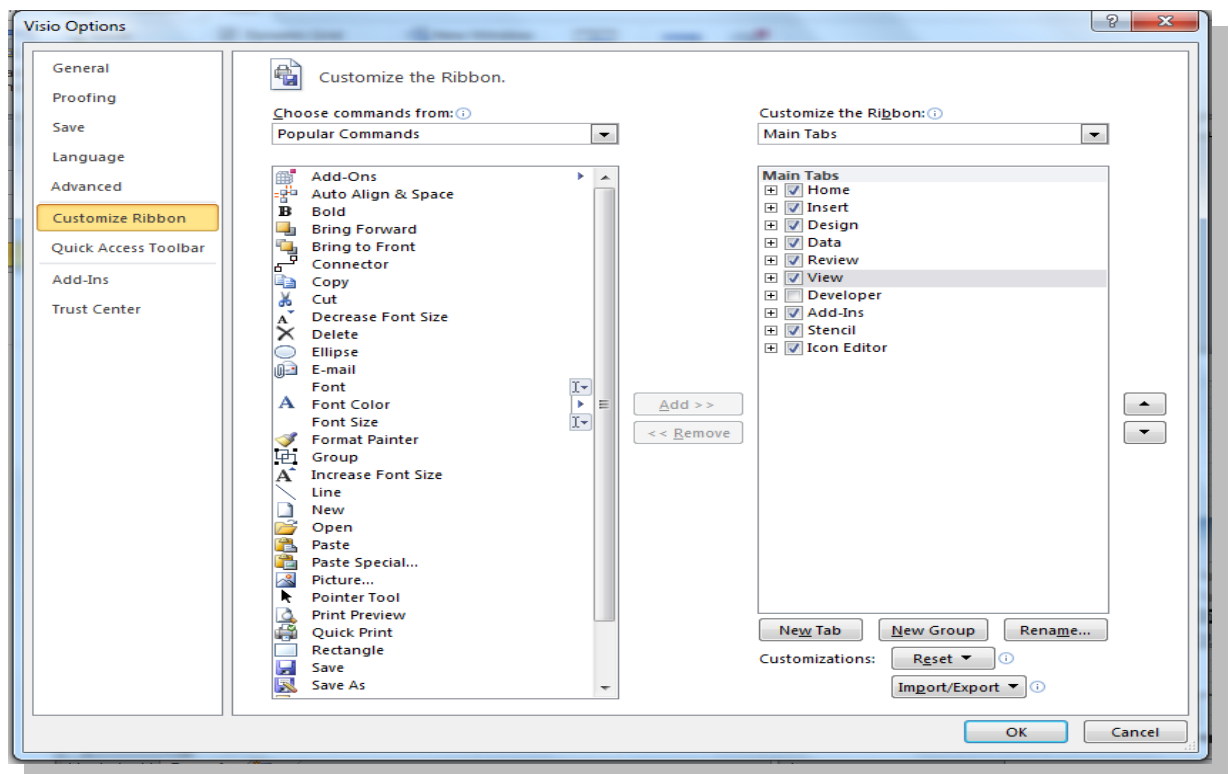 Visio Options
General
Proofing
Save
Language
Advanced
Customize Ribbon
Quick Access Toolbar
Add-Ins
Trust Center
Customize the Ribbon.
Choose commands from:
Popular Commands
Add-Ons
Auto Align & Space
Bold
Bring Forward
Bring to Front
Connector
Copy
Cut
Decrease Font Size
Delete
Ellipse
E-mail
Font
Font Color
Font Size
Format Painter
Group
Increase Font Size
Line
New
Open
Paste
Paste Special...
Picture...
Pointer Tool
Print Preview
Quick Print
Rectangle
Save
Save As
Add >>
<< Remove
Customize the Ribbon:
Main Tabs
Main Tabs
Home
Insert
Design
Data
Review
View
Developer
Add-Ins
Stencil
Icon Editor
New Tab New Group Rename...
Customizations: Reset
Import/Export
OK Cancel